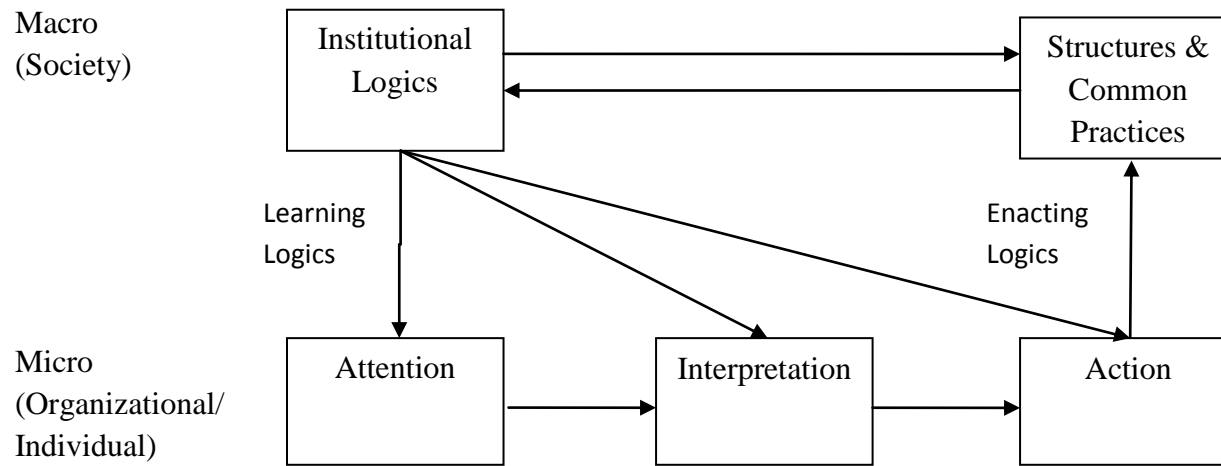 Macro
(Society)
Institutional
Logics
Structures &
Common
Practices
Learning
Logics
Enacting
Logics
Micro
(Organizational/
Individual)
Attention
Interpretation
Action